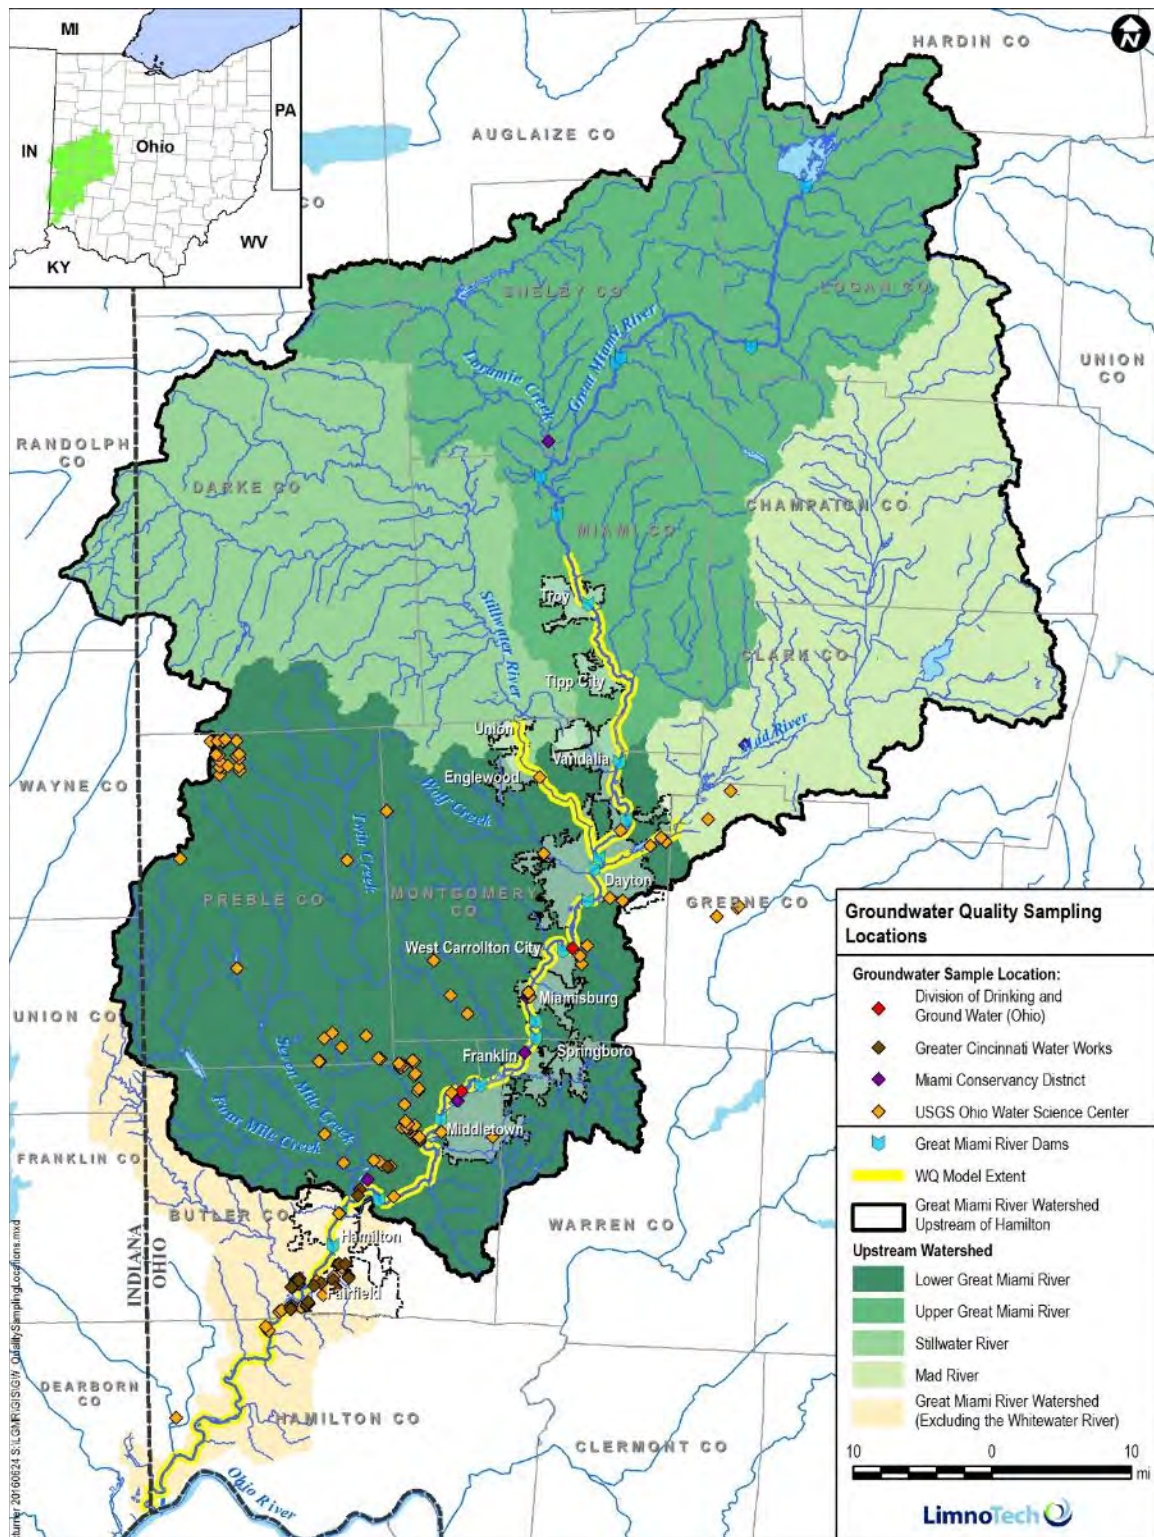 MI
PA
IN
Ohio
WV
KY
N
HARDIN CO
AUGLAIZE CO
CO
SHELBY CO
LOGAN CO
Great Miami River
Loramie Creek
UNION
CO
RANDOLPH
CO
DARKE CO
CHAMPAIGN CO
MIAMI CO
Troy
Stillwater River
CLARK CO
Tipp City
Union
Mad River
Vandalia
Englewood
WAYNE CO
Wolf Creek
Twin Creek
Dayton
PREBLE CO
MONTGOMERY
CO
GREENE CO
West Carrollton City
Miamisburg
UNION CO
Franklin
Springboro
Seven Mile Creek
Four Mile Creek
Middletown
FRANKLIN CO
BUTLER CO
WARREN CO
Hamilton
INDIANA
OHIO
Fairfield
DEARBORN
CO
HAMILTON CO
CLERMONT CO
Ohio River
Groundwater Quality Sampling
Locations
Groundwater Sample Location:
Division of Drinking and
Ground Water (Ohio)
Greater Cincinnati Water Works
Miami Conservancy District
USGS Ohio Water Science Center
Great Miami River Dams
WQ Model Extent
Great Miami River Watershed
Upstream of Hamilton
Upstream Watershed
Lower Great Miami River
Upper Great Miami River
Stillwater River
Mad River
Great Miami River Watershed
(Excluding the Whitewater River)
10 0 10
mi
LimnoTech